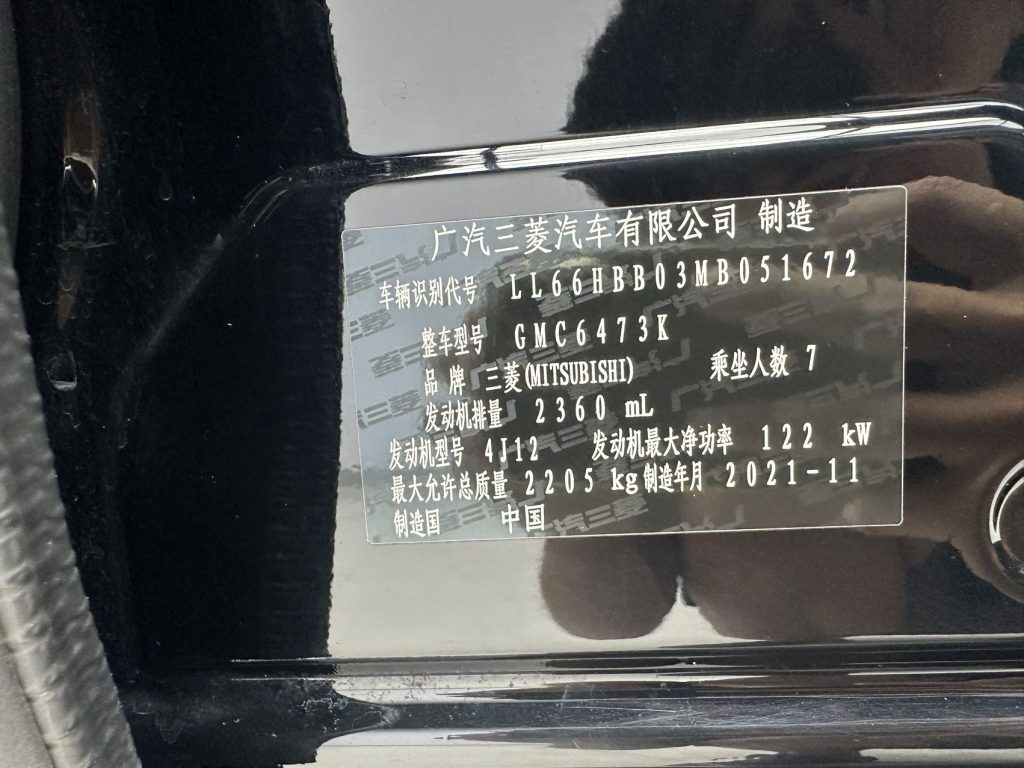 广汽三菱汽车有限公司 制造
车辆识别代号 LL66HBB03MB051672
整车型号 GMC6473K
品牌 三菱(MITSUBISHI) 乘坐人数 7
发动机排量 2360 mL
发动机型号 4J12 发动机最大净功率 122 kW
最大允许总质量 2205 kg 制造年月 2021-11
制造国 中国